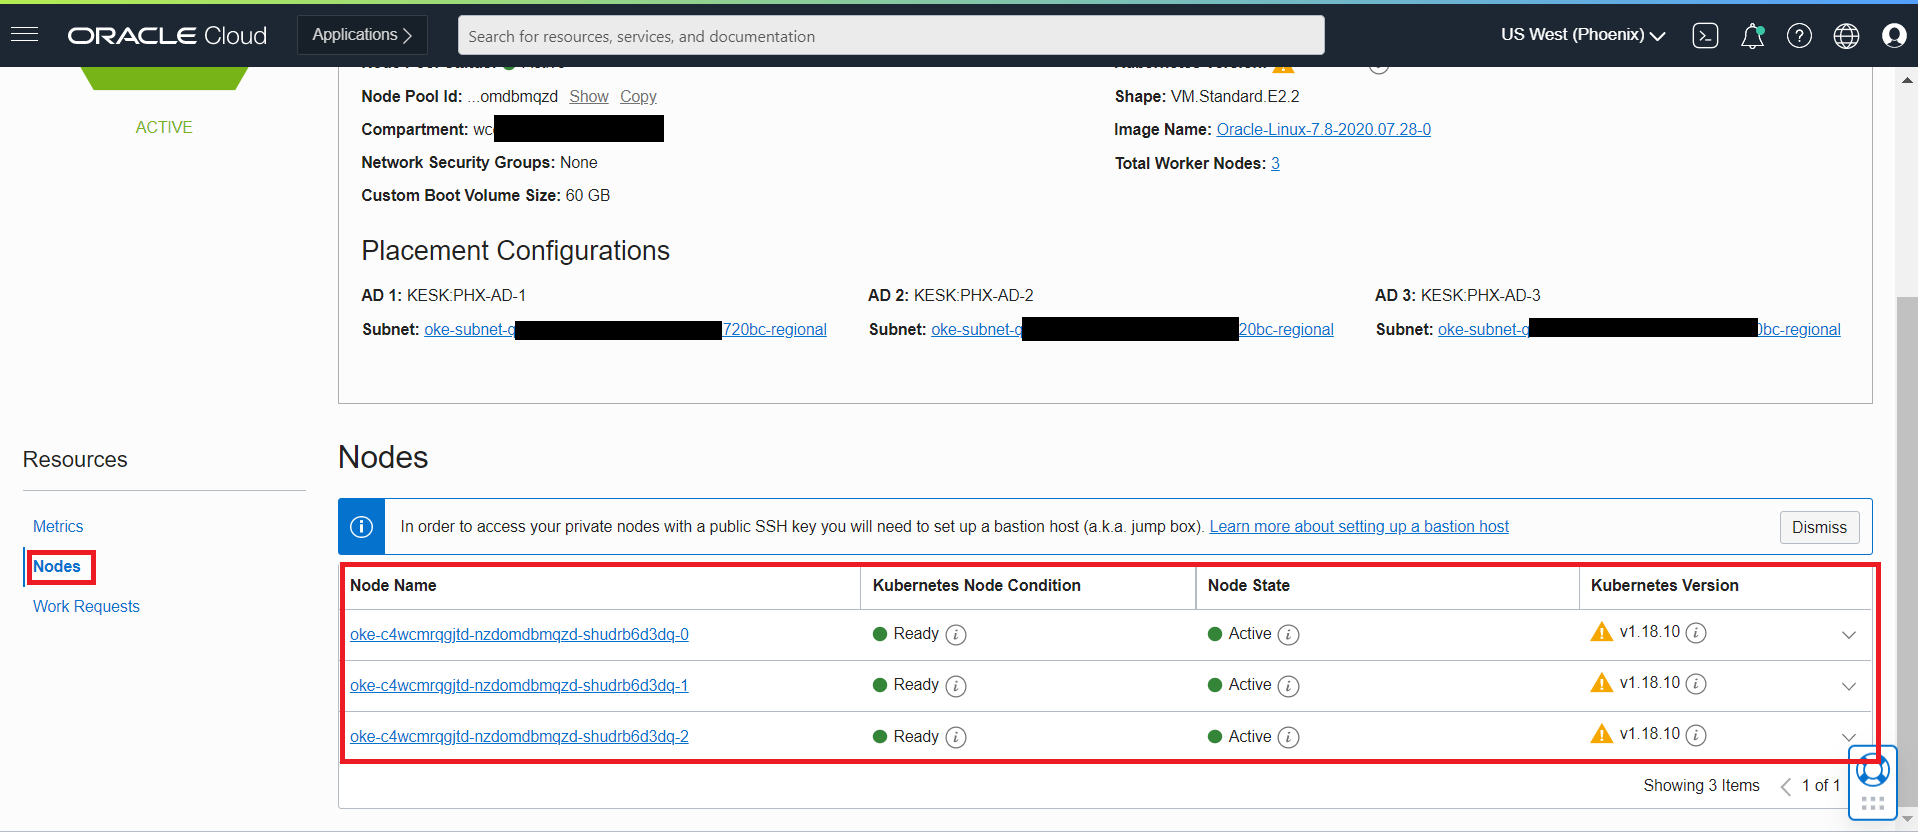 ORACLE Cloud
Applications
Search for resources, services, and documentation
US West (Phoenix)
ACTIVE
Node Pool Id: ...omdbmqzd Show Copy
Shape: VM.Standard.E2.2
Compartment: wc
Image Name: Oracle-Linux-7.8-2020.07.28-0
Network Security Groups: None
Total Worker Nodes: 3
Custom Boot Volume Size: 60 GB
Placement Configurations
AD 1: KESK:PHX-AD-1
AD 2: KESK:PHX-AD-2
AD 3: KESK:PHX-AD-3
Subnet: oke-subnet-q 720bc-regional
Subnet: oke-subnet-q 20bc-regional
Subnet: oke-subnet-q bc-regional
Resources
Metrics
Nodes
Work Requests
Nodes
In order to access your private nodes with a public SSH key you will need to set up a bastion host (a.k.a. jump box). Learn more about setting up a bastion host
Dismiss
Node Name Kubernetes Node Condition Node State Kubernetes Version
oke-c4wcmrqgjtd-nzdomdbmqzd-shudrb6d3dq-0 Ready Active v1.18.10
oke-c4wcmrqgjtd-nzdomdbmqzd-shudrb6d3dq-1 Ready Active v1.18.10
oke-c4wcmrqgjtd-nzdomdbmqzd-shudrb6d3dq-2 Ready Active v1.18.10
Showing 3 Items 1 of 1